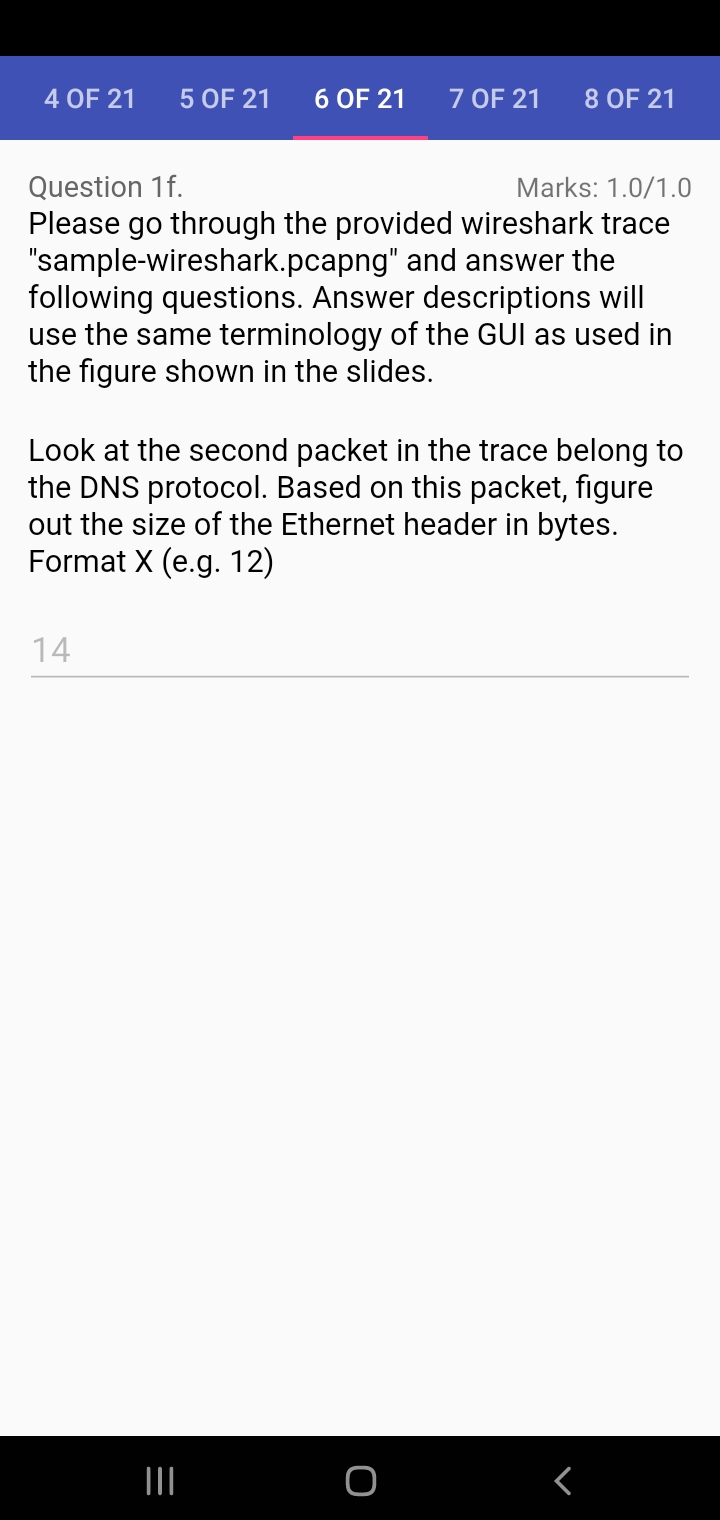 4 OF 21 5 OF 21 6 OF 21 7 OF 21 8 OF 21
Question 1f. Marks: 1.0/1.0
Please go through the provided wireshark trace
"sample-wireshark.pcapng" and answer the
following questions. Answer descriptions will
use the same terminology of the GUI as used in
the figure shown in the slides.
Look at the second packet in the trace belong to
the DNS protocol. Based on this packet, figure
out the size of the Ethernet header in bytes.
Format X (e.g. 12)
14